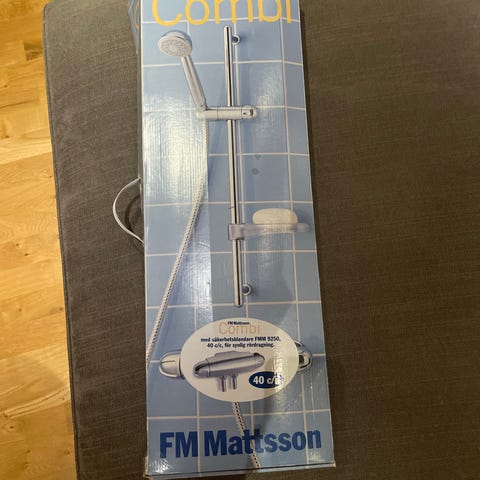 Combi
FM Mattsson
Combi
med säkerhetsblandare FMM 9250,
40 c/c, för synlig rördragning.
40 c/c
FM Mattsson